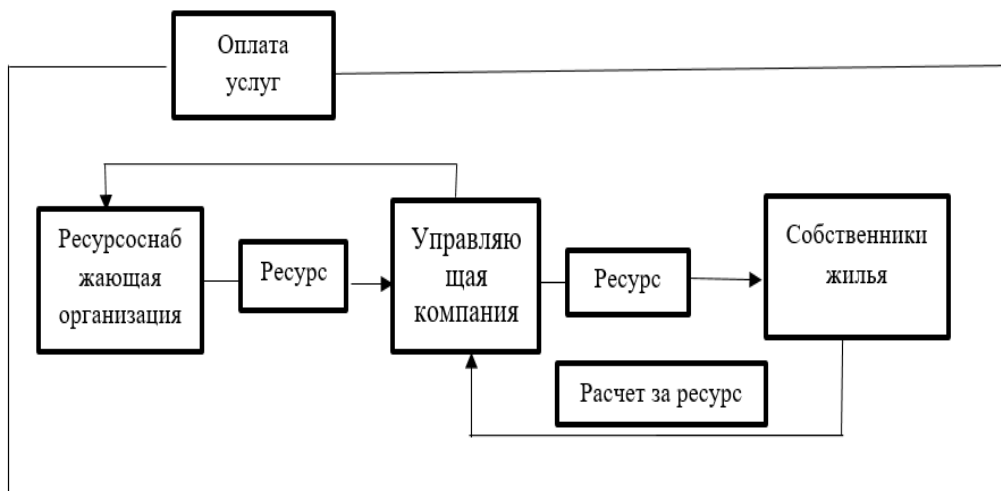 Оплата
услуг
Ресурсоснаб
жающая
организация
Ресурс
Управляю
щая
компания
Ресурс
Собственники
жилья
Расчет за ресурс